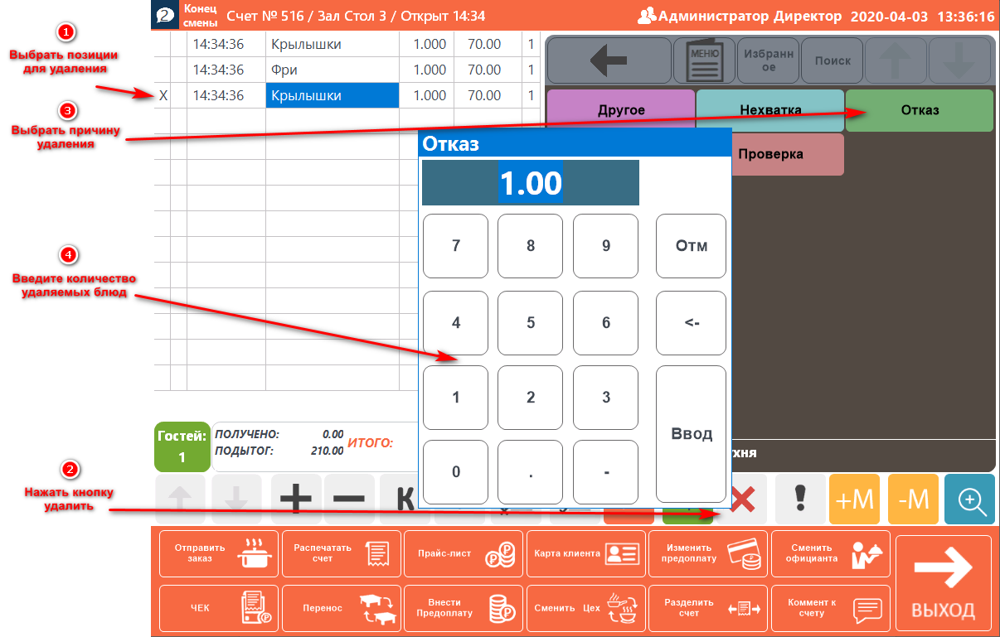 2
Конец
смены
Счет № 516 / Зал Стол 3 / Открыт 14:34
Администратор Директор 2020-04-03 13:36:16
1
Выбрать позиции
для удаления
3
Выбрать причину
удаления
4
Введите количество
удаляемых блюд
2
Нажать кнопку
удалить
14:34:36 Крылышки 1.000 70.00 1
14:34:36 Фри 1.000 70.00 1
X 14:34:36 Крылышки 1.000 70.00 1
МЕНЮ
Избранн
ое
Поиск
Другое
Нехватка
Отказ
Проверка
Отказ
1.00
7 8 9 Отм
4 5 6 <-
1 2 3
Ввод
0 . -
Гостей:
1
ПОЛУЧЕНО: 0.00
ПОДЫТОГ: 210.00
ИТОГО:
хня
К
+М
-М
Отправить
заказ
Распечатать
счет
Прайс-лист
Карта клиента
Изменить
предоплату
Сменить
официанта
ЧЕК
Перенос
Внести
Предоплату
Сменить Цех
Разделить
счет
Коммент к
счету
ВЫХОД